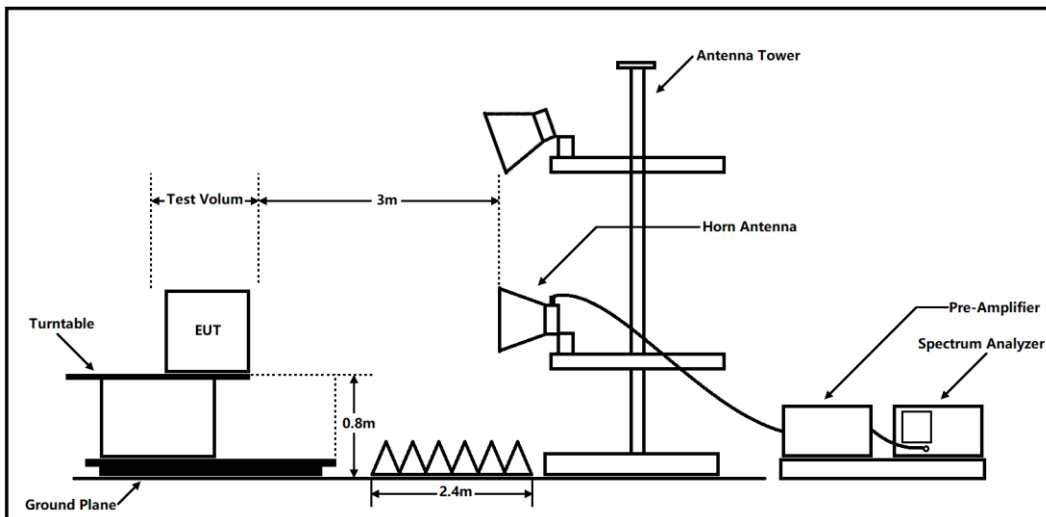 Antenna Tower
Test Volum
3m
Horn Antenna
EUT
Turntable
Pre-Amplifier
Spectrum Analyzer
0.8m
2.4m
Ground Plane